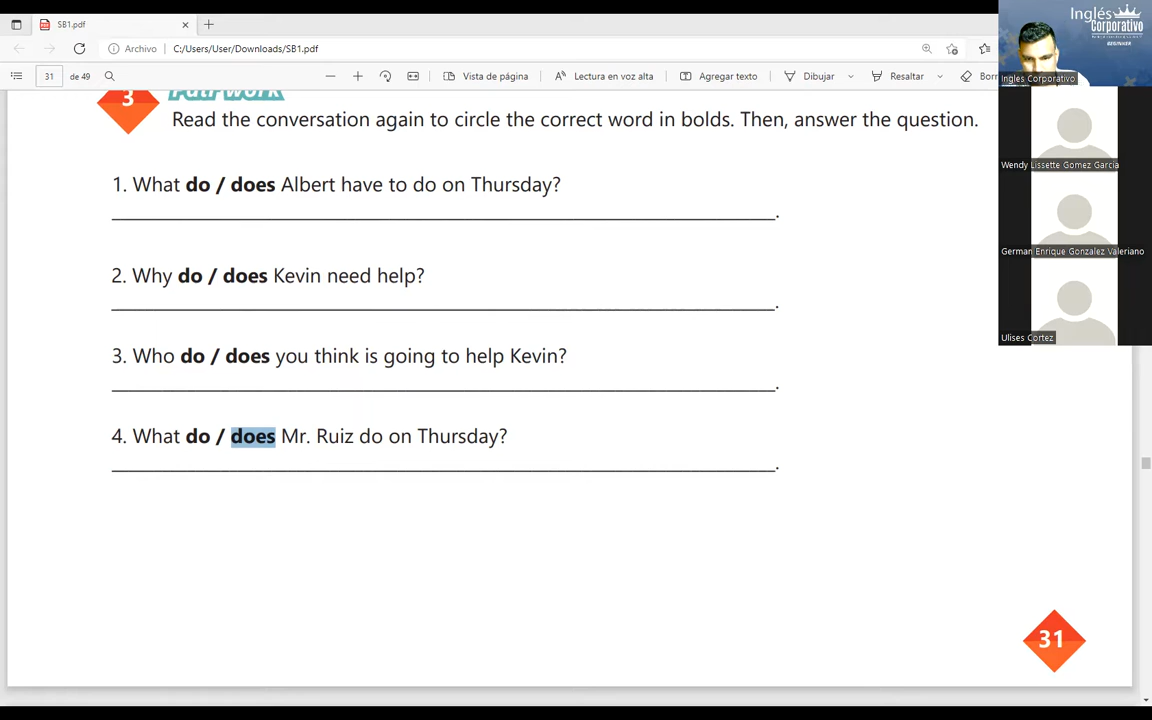 SB1.pdf
Archivo C:/Users/User/Downloads/SB1.pdf
31 de 49 Vista de página Lectura en voz alta Agregar texto Dibujar Resaltar Borr
Inglés
Corporativo
BEGINNER
Ingles Corporativo
Wendy Lissette Gomez Garcia
German Enrique Gonzalez Valeriano
Ulises Cortez
3 Pair work
Read the conversation again to circle the correct word in bolds. Then, answer the question.
1. What do / does Albert have to do on Thursday?
.
2. Why do / does Kevin need help?
.
3. Who do / does you think is going to help Kevin?
.
4. What do / does Mr. Ruiz do on Thursday?
.
31